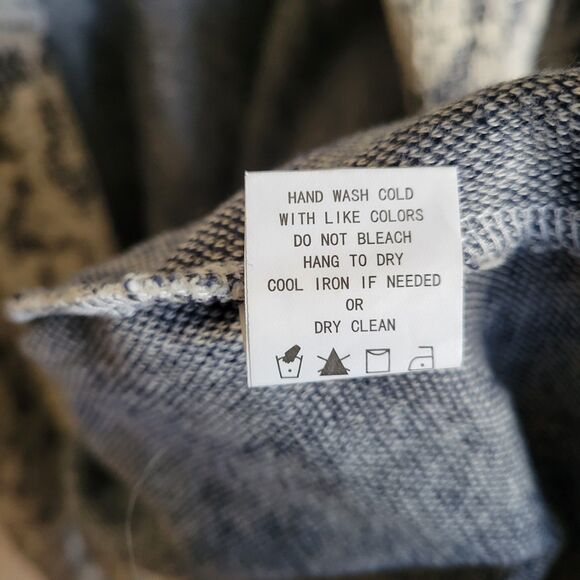 HAND WASH COLD
WITH LIKE COLORS
DO NOT BLEACH
HANG TO DRY
COOL IRON IF NEEDED
OR
DRY CLEAN